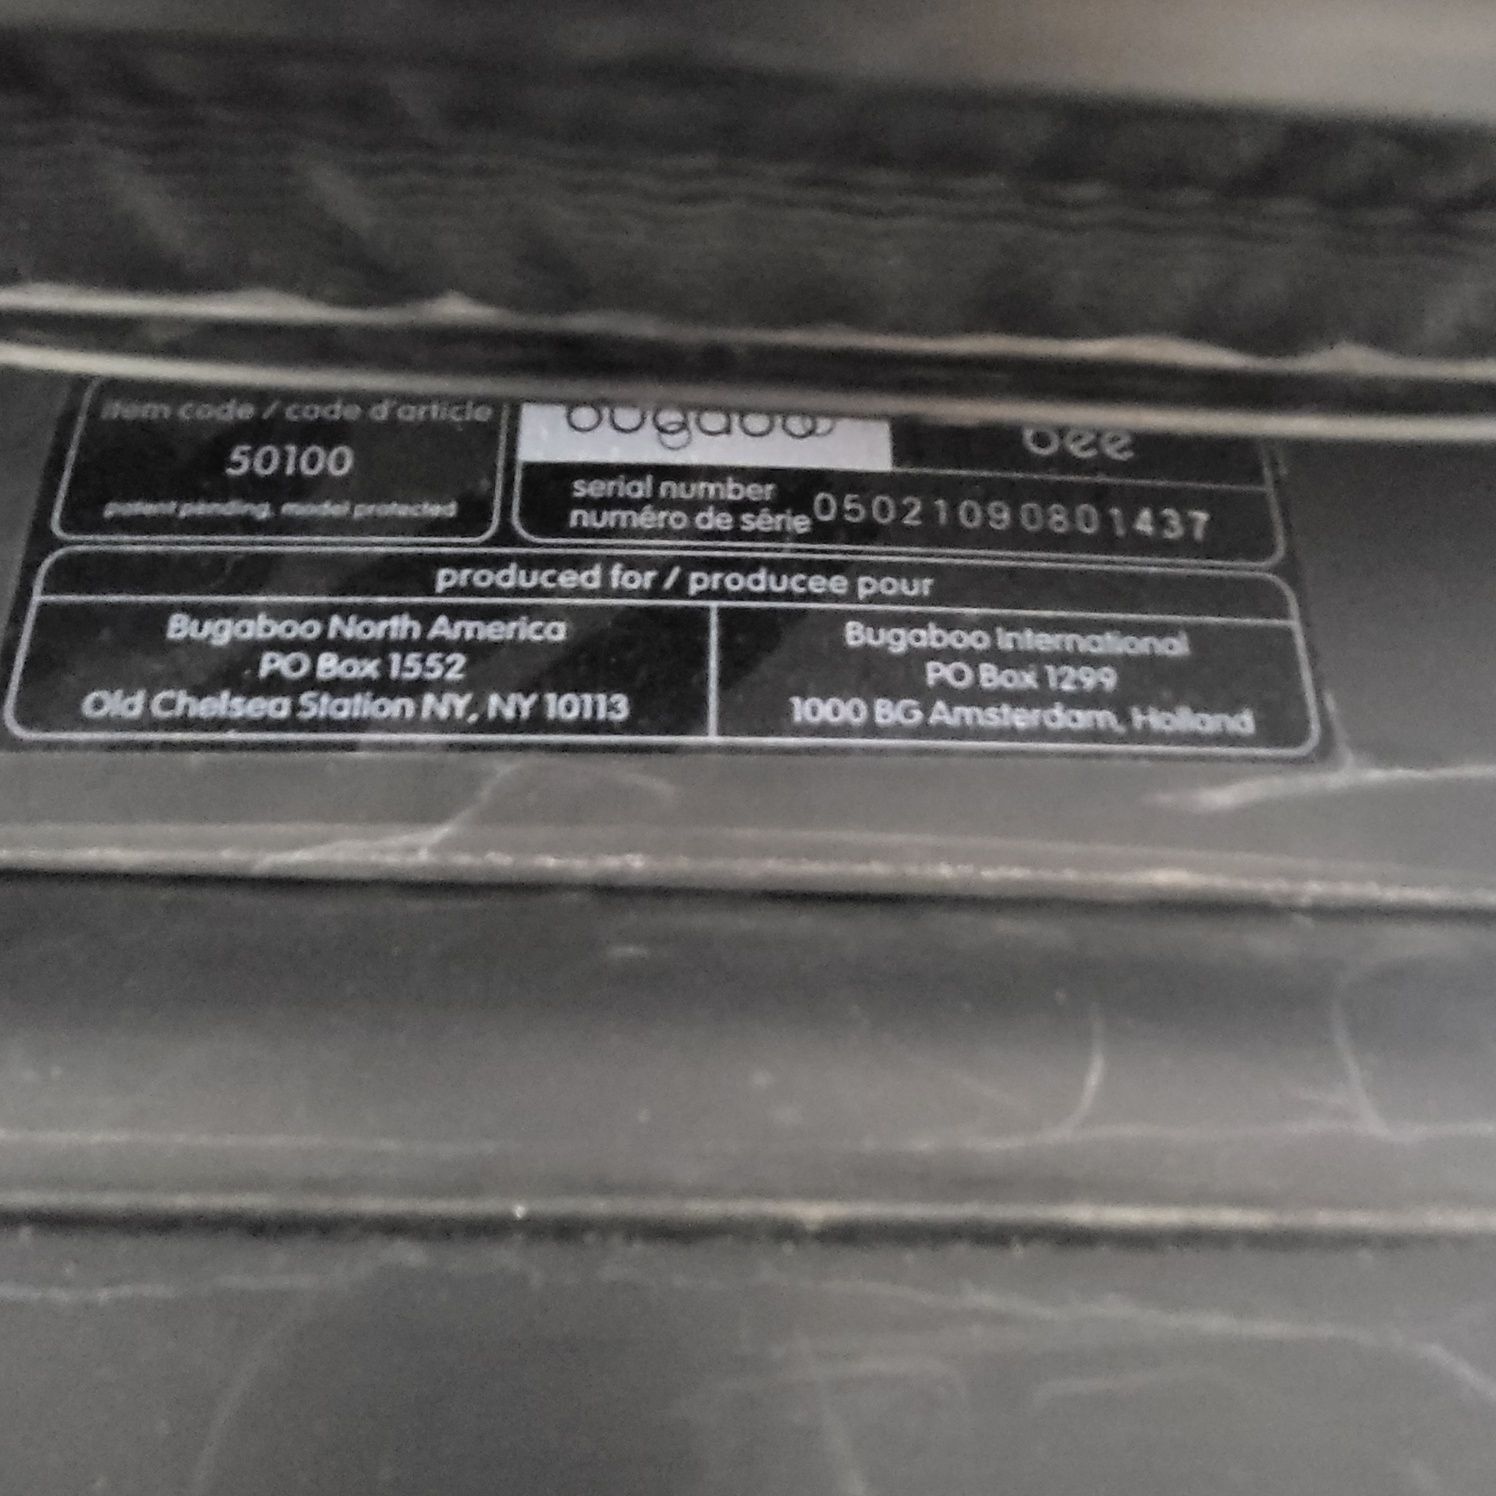 item code / code d'article
50100
patent pending, model protected
bugaboo
bee
serial number
numéro de série
05021090801437
produced for / producee pour
Bugaboo North America
PO Box 1552
Old Chelsea Station NY, NY 10113
Bugaboo International
PO Box 1299
1000 BG Amsterdam, Holland